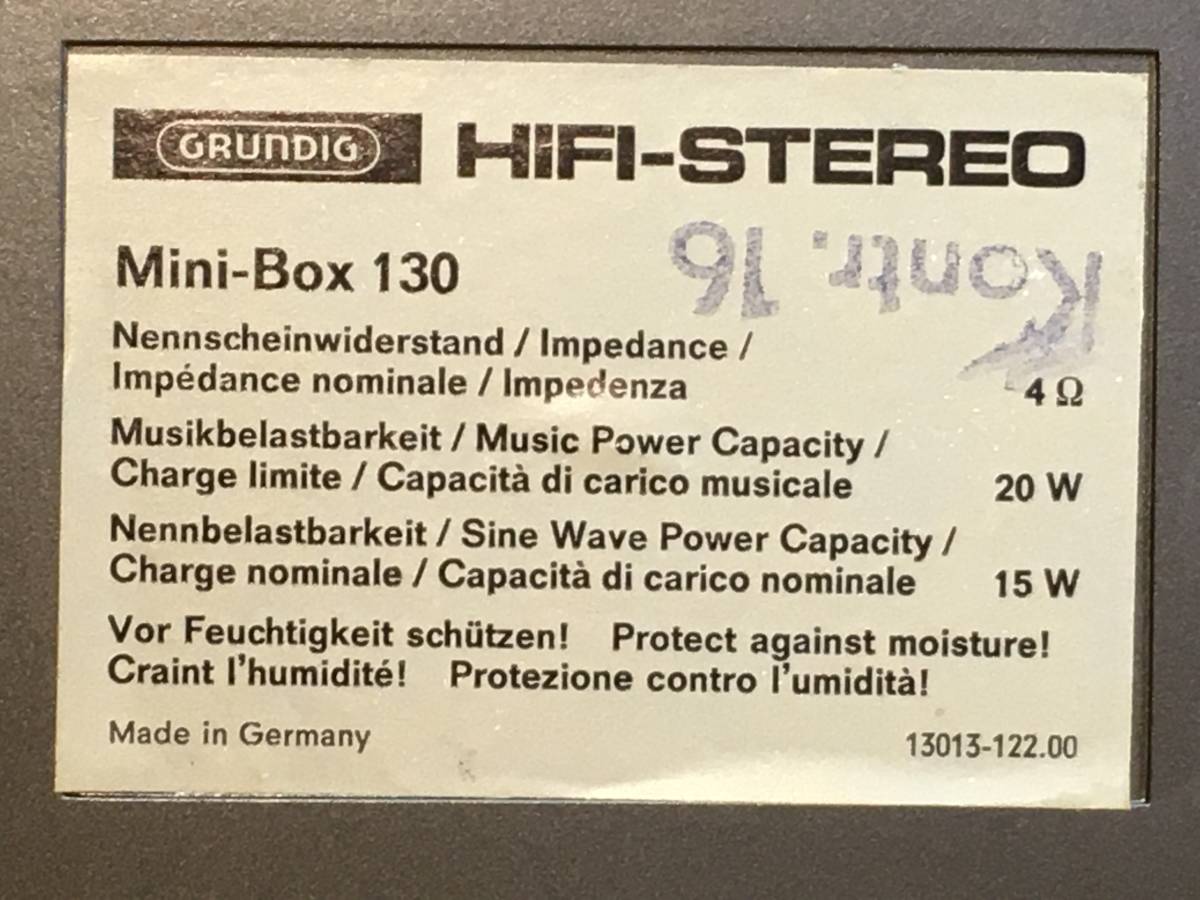 GRUNDIG HIFI-STEREO
Kontr. 16
Mini-Box 130
Nennscheinwiderstand / Impedance /
Impédance nominale / Impedenza 4 Ω
Musikbelastbarkeit / Music Power Capacity /
Charge limite / Capacità di carico musicale 20 W
Nennbelastbarkeit / Sine Wave Power Capacity /
Charge nominale / Capacità di carico nominale 15 W
Vor Feuchtigkeit schützen! Protect against moisture!
Craint l'humidité! Protezione contro l'umidità!
Made in Germany 13013-122.00